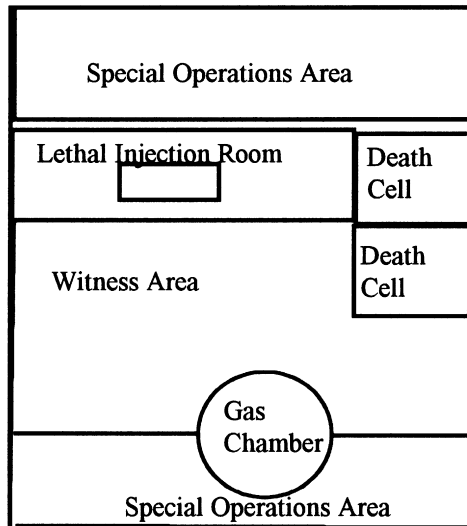 Special Operations Area
Lethal Injection Room
Death
Cell
Death
Cell
Witness Area
Gas
Chamber
Special Operations Area